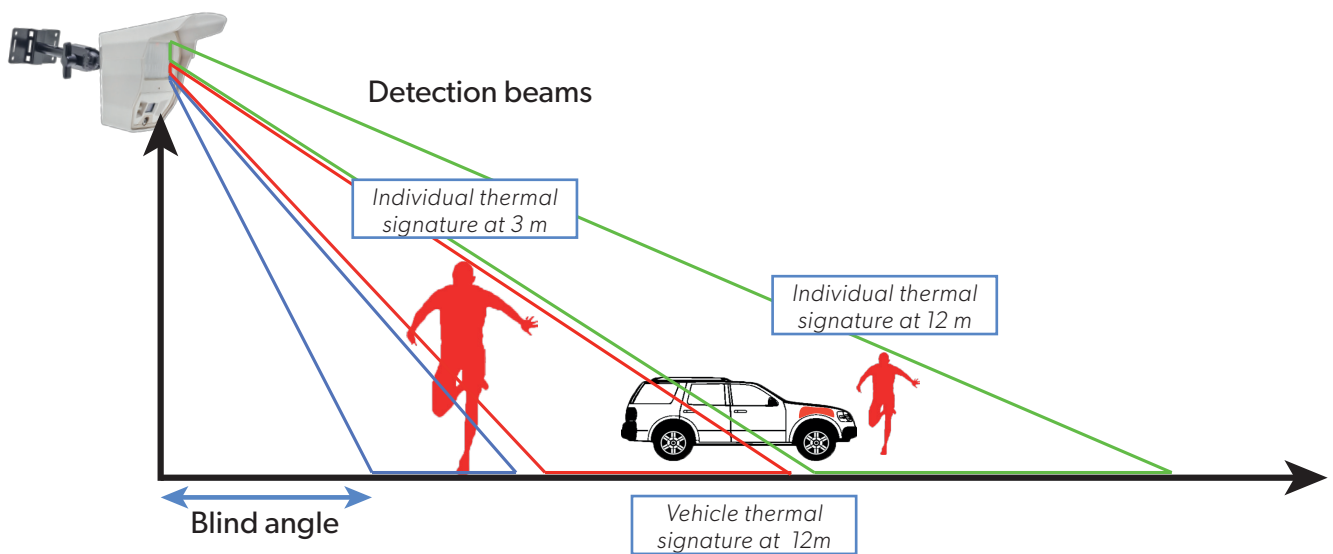 Detection beams
Individual thermal
signature at 3 m
Individual thermal
signature at 12 m
Blind angle
Vehicle thermal
signature at 12m